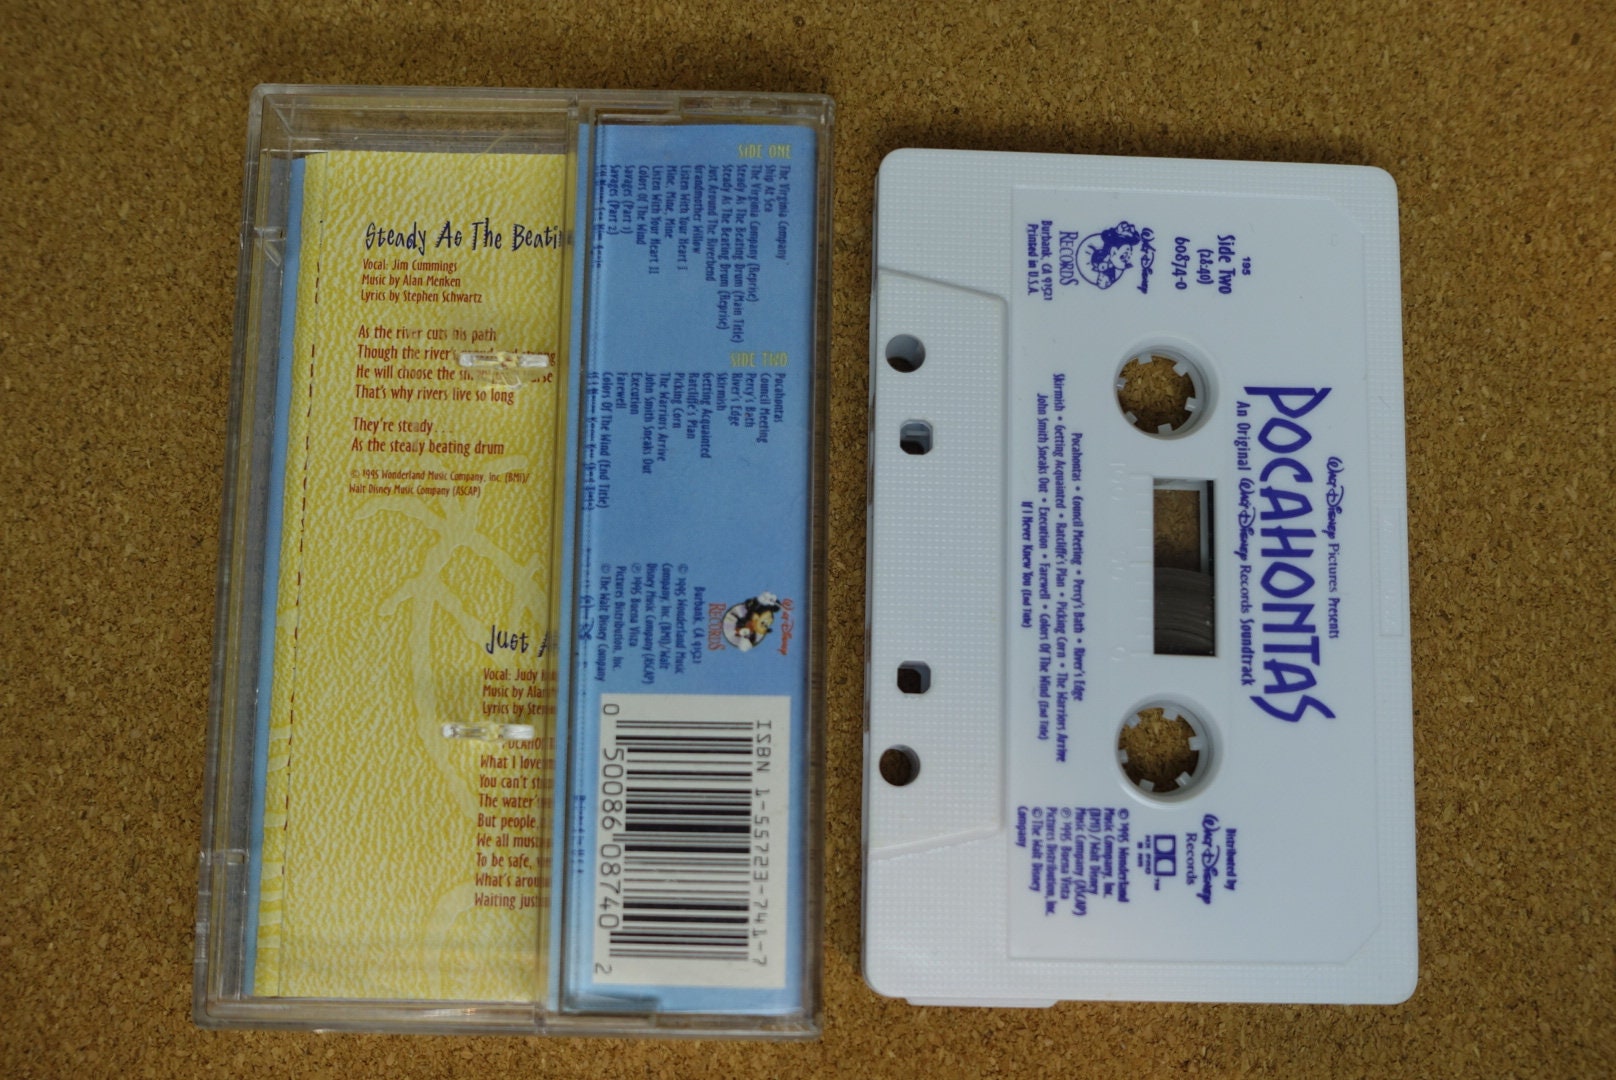 Steady As The Beatin
Vocal: Jim Cummings
Music by Alan Menken
Lyrics by Stephen Schwartz
As the river cuts his path
Though the river's
He will choose the
That's why rivers live so long
They're steady...
As the steady beating drum
© 1995 Wonderland Music Company, Inc. (BMI)/
Walt Disney Music Company (ASCAP)
Just
Vocal: Judy
Music by Alan
Lyrics by
What I love
You can't
The water's
But people
We all must
To be safe,
What's
Waiting just
SIDE ONE
The Virginia Company
Ship At Sea
The Virginia Company (Reprise)
Steady As The Beating Drum (Main Title)
Steady As The Beating Drum (Reprise)
Just Around The Riverbend
Grandmother Willow
Listen With Your Heart I
Mine, Mine, Mine
Listen With Your Heart II
Colors Of The Wind
Savages (Part 1)
Savages (Part 2)
SIDE TWO
Pocahontas
Council Meeting
Percy's Bath
River's Edge
Skirmish
Getting Acquainted
Ratcliffe's Plan
Picking Corn
The Warriors Arrive
John Smith Sneaks Out
Execution
Farewell
Colors Of The Wind (End Title)
If I Never Knew You (End Title)
Walt Disney
RECORDS
Burbank, CA 91521
© 1995 Wonderland Music
Company, Inc. (BMI)/Walt
Disney Music Company (ASCAP)
℗ 1995 Buena Vista
Pictures Distribution, Inc.
© The Walt Disney Company
ISBN 1-55723-741-7
0 50086 08740 2
Walt Disney Pictures Presents
POCAHONTAS
An Original Walt Disney Records Soundtrack
195
Side Two
(28:40)
60874-0
Walt Disney
RECORDS
Burbank, CA 91521
Printed in U.S.A.
Pocahontas • Council Meeting • Percy's Bath • River's Edge
Skirmish • Getting Acquainted • Ratcliffe's Plan • Picking Corn • The Warriors Arrive
John Smith Sneaks Out • Execution • Farewell • Colors Of The Wind (End Title)
If I Never Knew You (End Title)
Distributed by
Walt Disney
Records
© 1995 Wonderland
Music Company, Inc.
(BMI)/Walt Disney
Music Company (ASCAP)
℗ 1995 Buena Vista
Pictures Distribution, Inc.
© The Walt Disney
Company